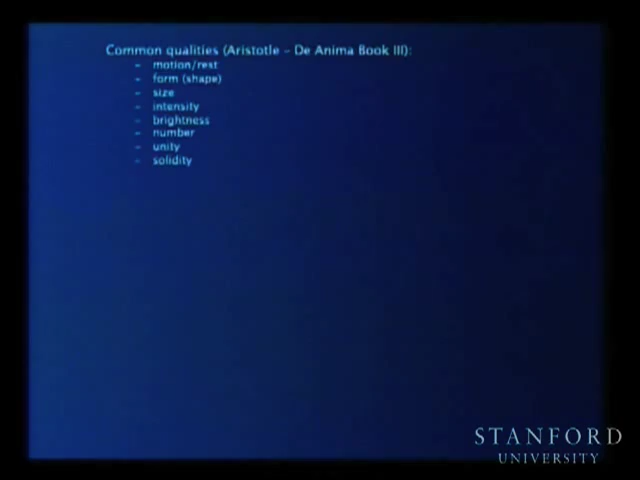 Common qualities (Aristotle - De Anima Book III):
- motion/rest
- form (shape)
- size
- intensity
- brightness
- number
- unity
- solidity
STANFORD
UNIVERSITY